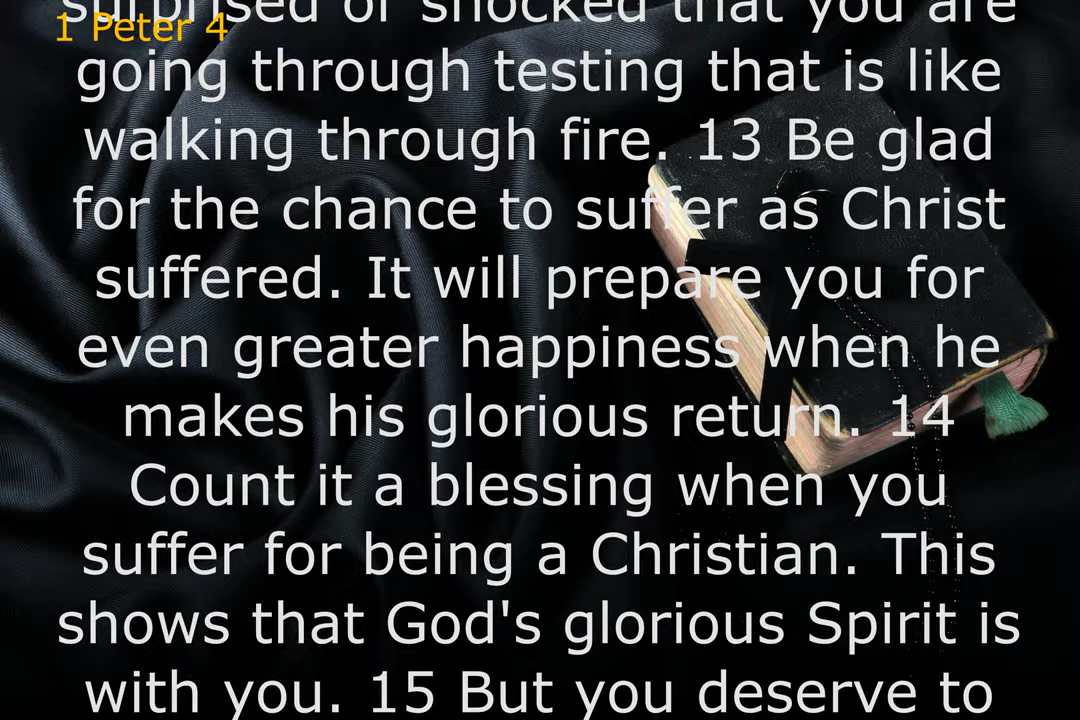 surprised or shocked that you are
1 Peter 4
going through testing that is like
walking through fire. 13 Be glad
for the chance to suffer as Christ
suffered. It will prepare you for
even greater happiness when he
makes his glorious return. 14
Count it a blessing when you
suffer for being a Christian. This
shows that God's glorious Spirit is
with you. 15 But you deserve to